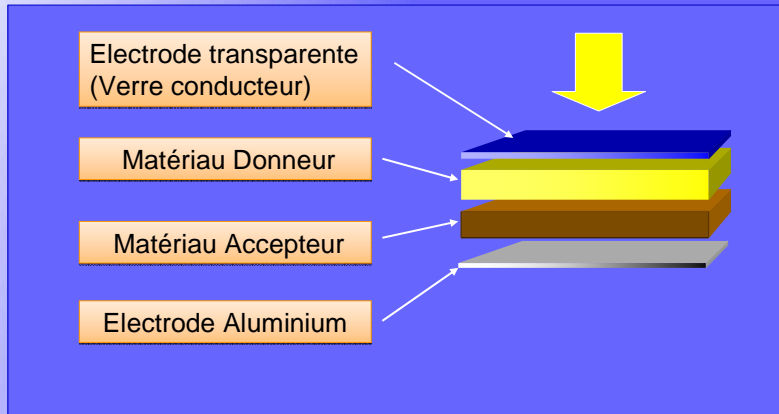 Electrode transparente
(Verre conducteur)
Matériau Donneur
Matériau Accepteur
Electrode Aluminium